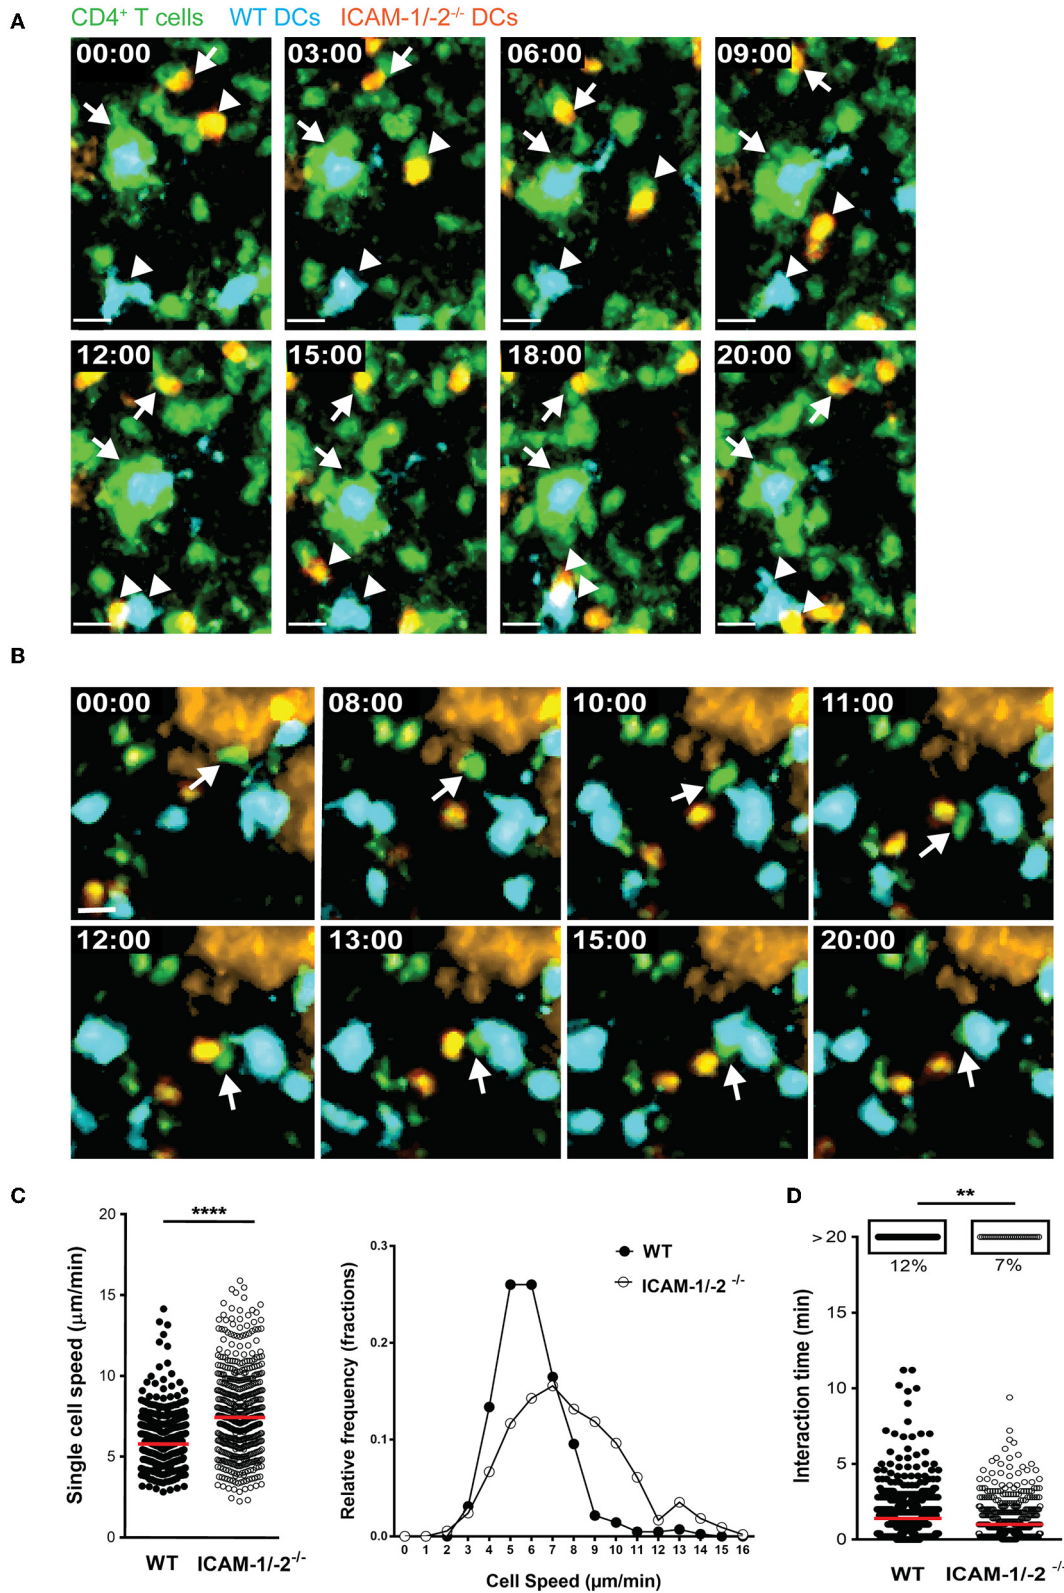 A
CD4+ T cells WT DCs ICAM-1/-2-/- DCs
00:00 03:00 06:00 09:00
12:00 15:00 18:00 20:00
B
00:00 08:00 10:00 11:00
12:00 13:00 15:00 20:00
C
Single cell speed (µm/min)
20
15
10
5
0
****
WT ICAM-1/-2-/-
Relative frequency (fractions)
0.3
0.2
0.1
0.0
WT
ICAM-1/-2 -/-
0 1 2 3 4 5 6 7 8 9 10 11 12 13 14 15 16
Cell Speed (µm/min)
D
Interaction time (min)
**
> 20
15
10
5
0
12% 7%
WT ICAM-1/-2 -/-